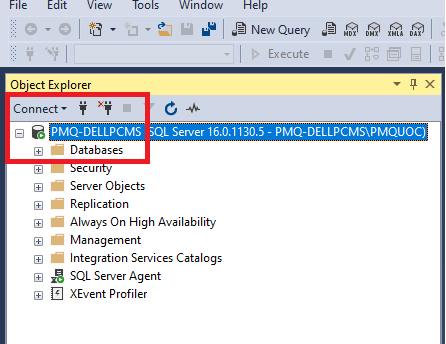 File Edit View Tools Window Help
New Query MDX DMX XMLA DAX
Execute
Object Explorer
Connect
PMQ-DELLPCMS (SQL Server 16.0.1130.5 - PMQ-DELLPCMS\PMQUOC)
Databases
Security
Server Objects
Replication
Always On High Availability
Management
Integration Services Catalogs
SQL Server Agent
XEvent Profiler